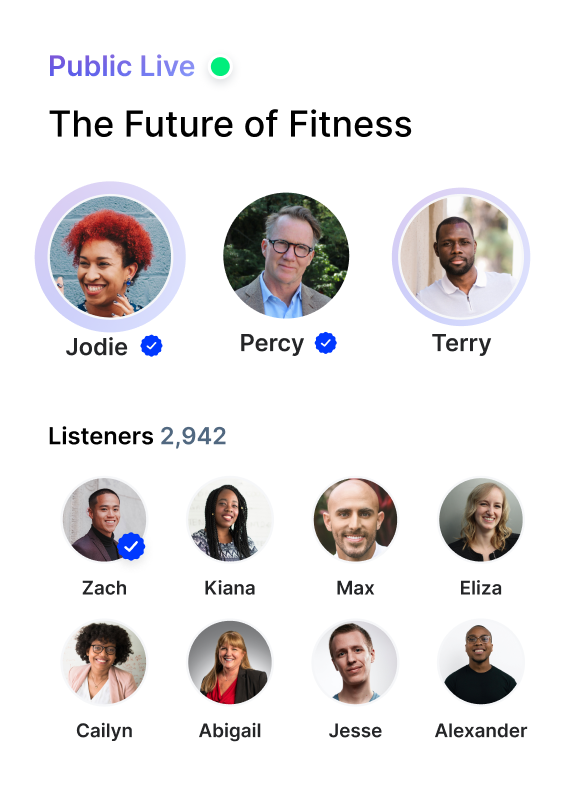 Public Live
The Future of Fitness
Jodie Percy Terry
Listeners 2,942
Zach Kiana Max Eliza
Cailyn Abigail Jesse Alexander